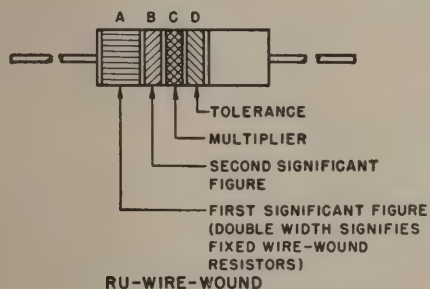 A B C D
TOLERANCE
MULTIPLIER
SECOND SIGNIFICANT
FIGURE
FIRST SIGNIFICANT FIGURE
(DOUBLE WIDTH SIGNIFIES
FIXED WIRE-WOUND
RESISTORS)
RU-WIRE-WOUND